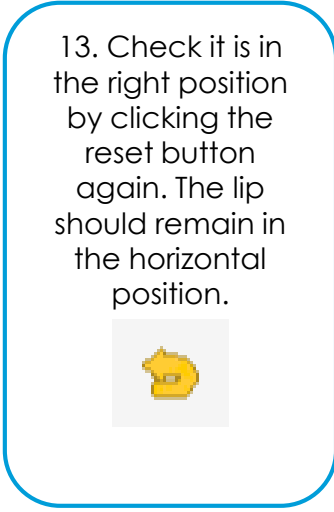 13. Check it is in
the right position
by clicking the
reset button
again. The lip
should remain in
the horizontal
position.